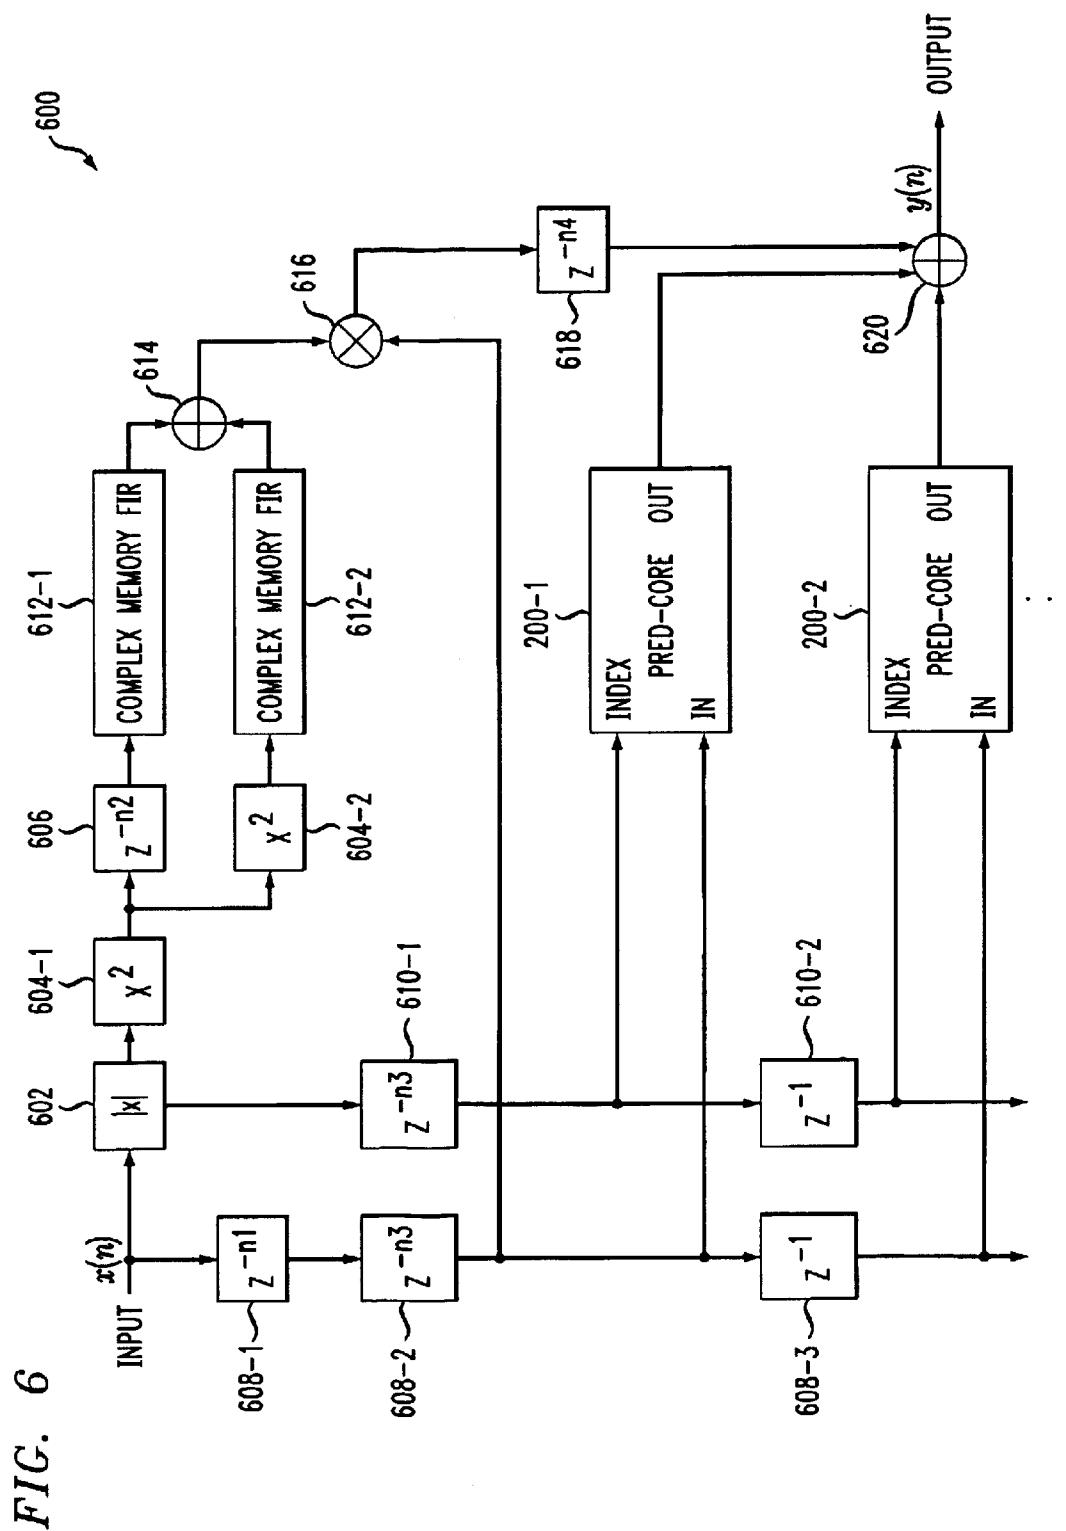 FIG. 6
600
INPUT
x(n)
602
|x|
604-1
X²
606
Z⁻ⁿ²
612-1
COMPLEX MEMORY FIR
614
604-2
X²
612-2
COMPLEX MEMORY FIR
616
608-1
Z⁻ⁿ¹
608-2
Z⁻ⁿ³
610-1
Z⁻ⁿ³
618
Z⁻ⁿ⁴
200-1
INDEX
PRED-CORE OUT
IN
608-3
Z⁻¹
610-2
Z⁻¹
200-2
INDEX
PRED-CORE OUT
IN
620
y(n)
OUTPUT